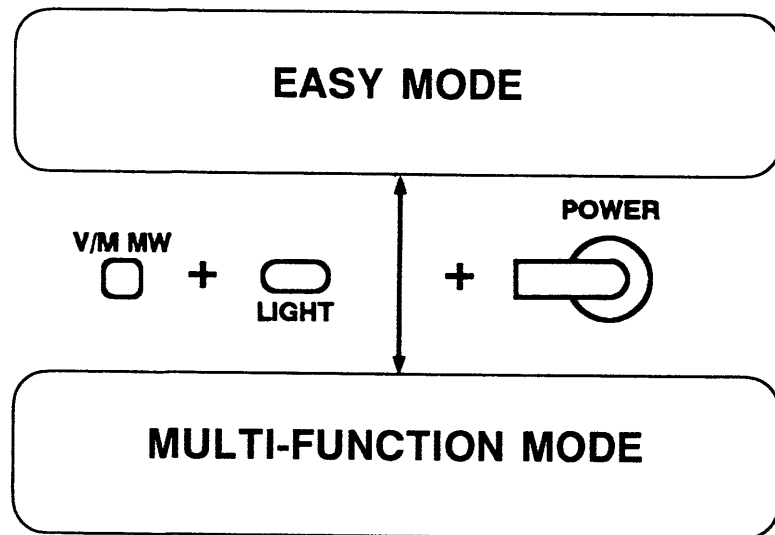 EASY MODE
POWER
V/M MW
+
+
LIGHT
MULTI-FUNCTION MODE